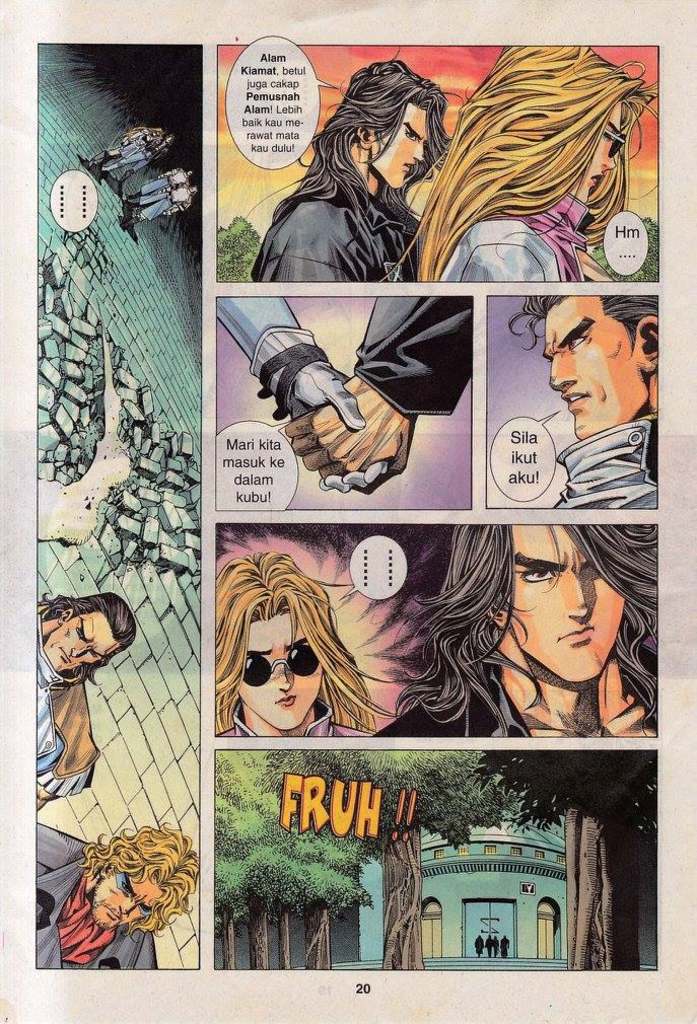 Alam
Kiamat, betul
juga cakap
Pemusnah
Alam! Lebih
baik kau me-
rawat mata
kau dulu!
Hm
....
Mari kita
masuk ke
dalam
kubu!
Sila
ikut
aku!
FRUH!!
20